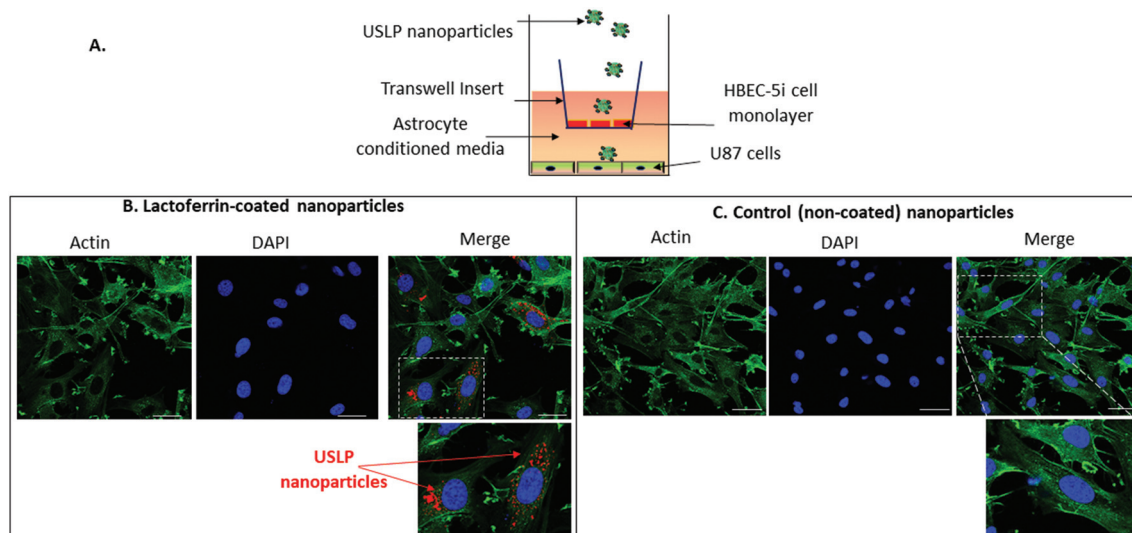 A.
USLP nanoparticles
Transwell Insert
Astrocyte
conditioned media
HBEC-5i cell
monolayer
U87 cells
B. Lactoferrin-coated nanoparticles
Actin
DAPI
Merge
USLP
nanoparticles
C. Control (non-coated) nanoparticles
Actin
DAPI
Merge